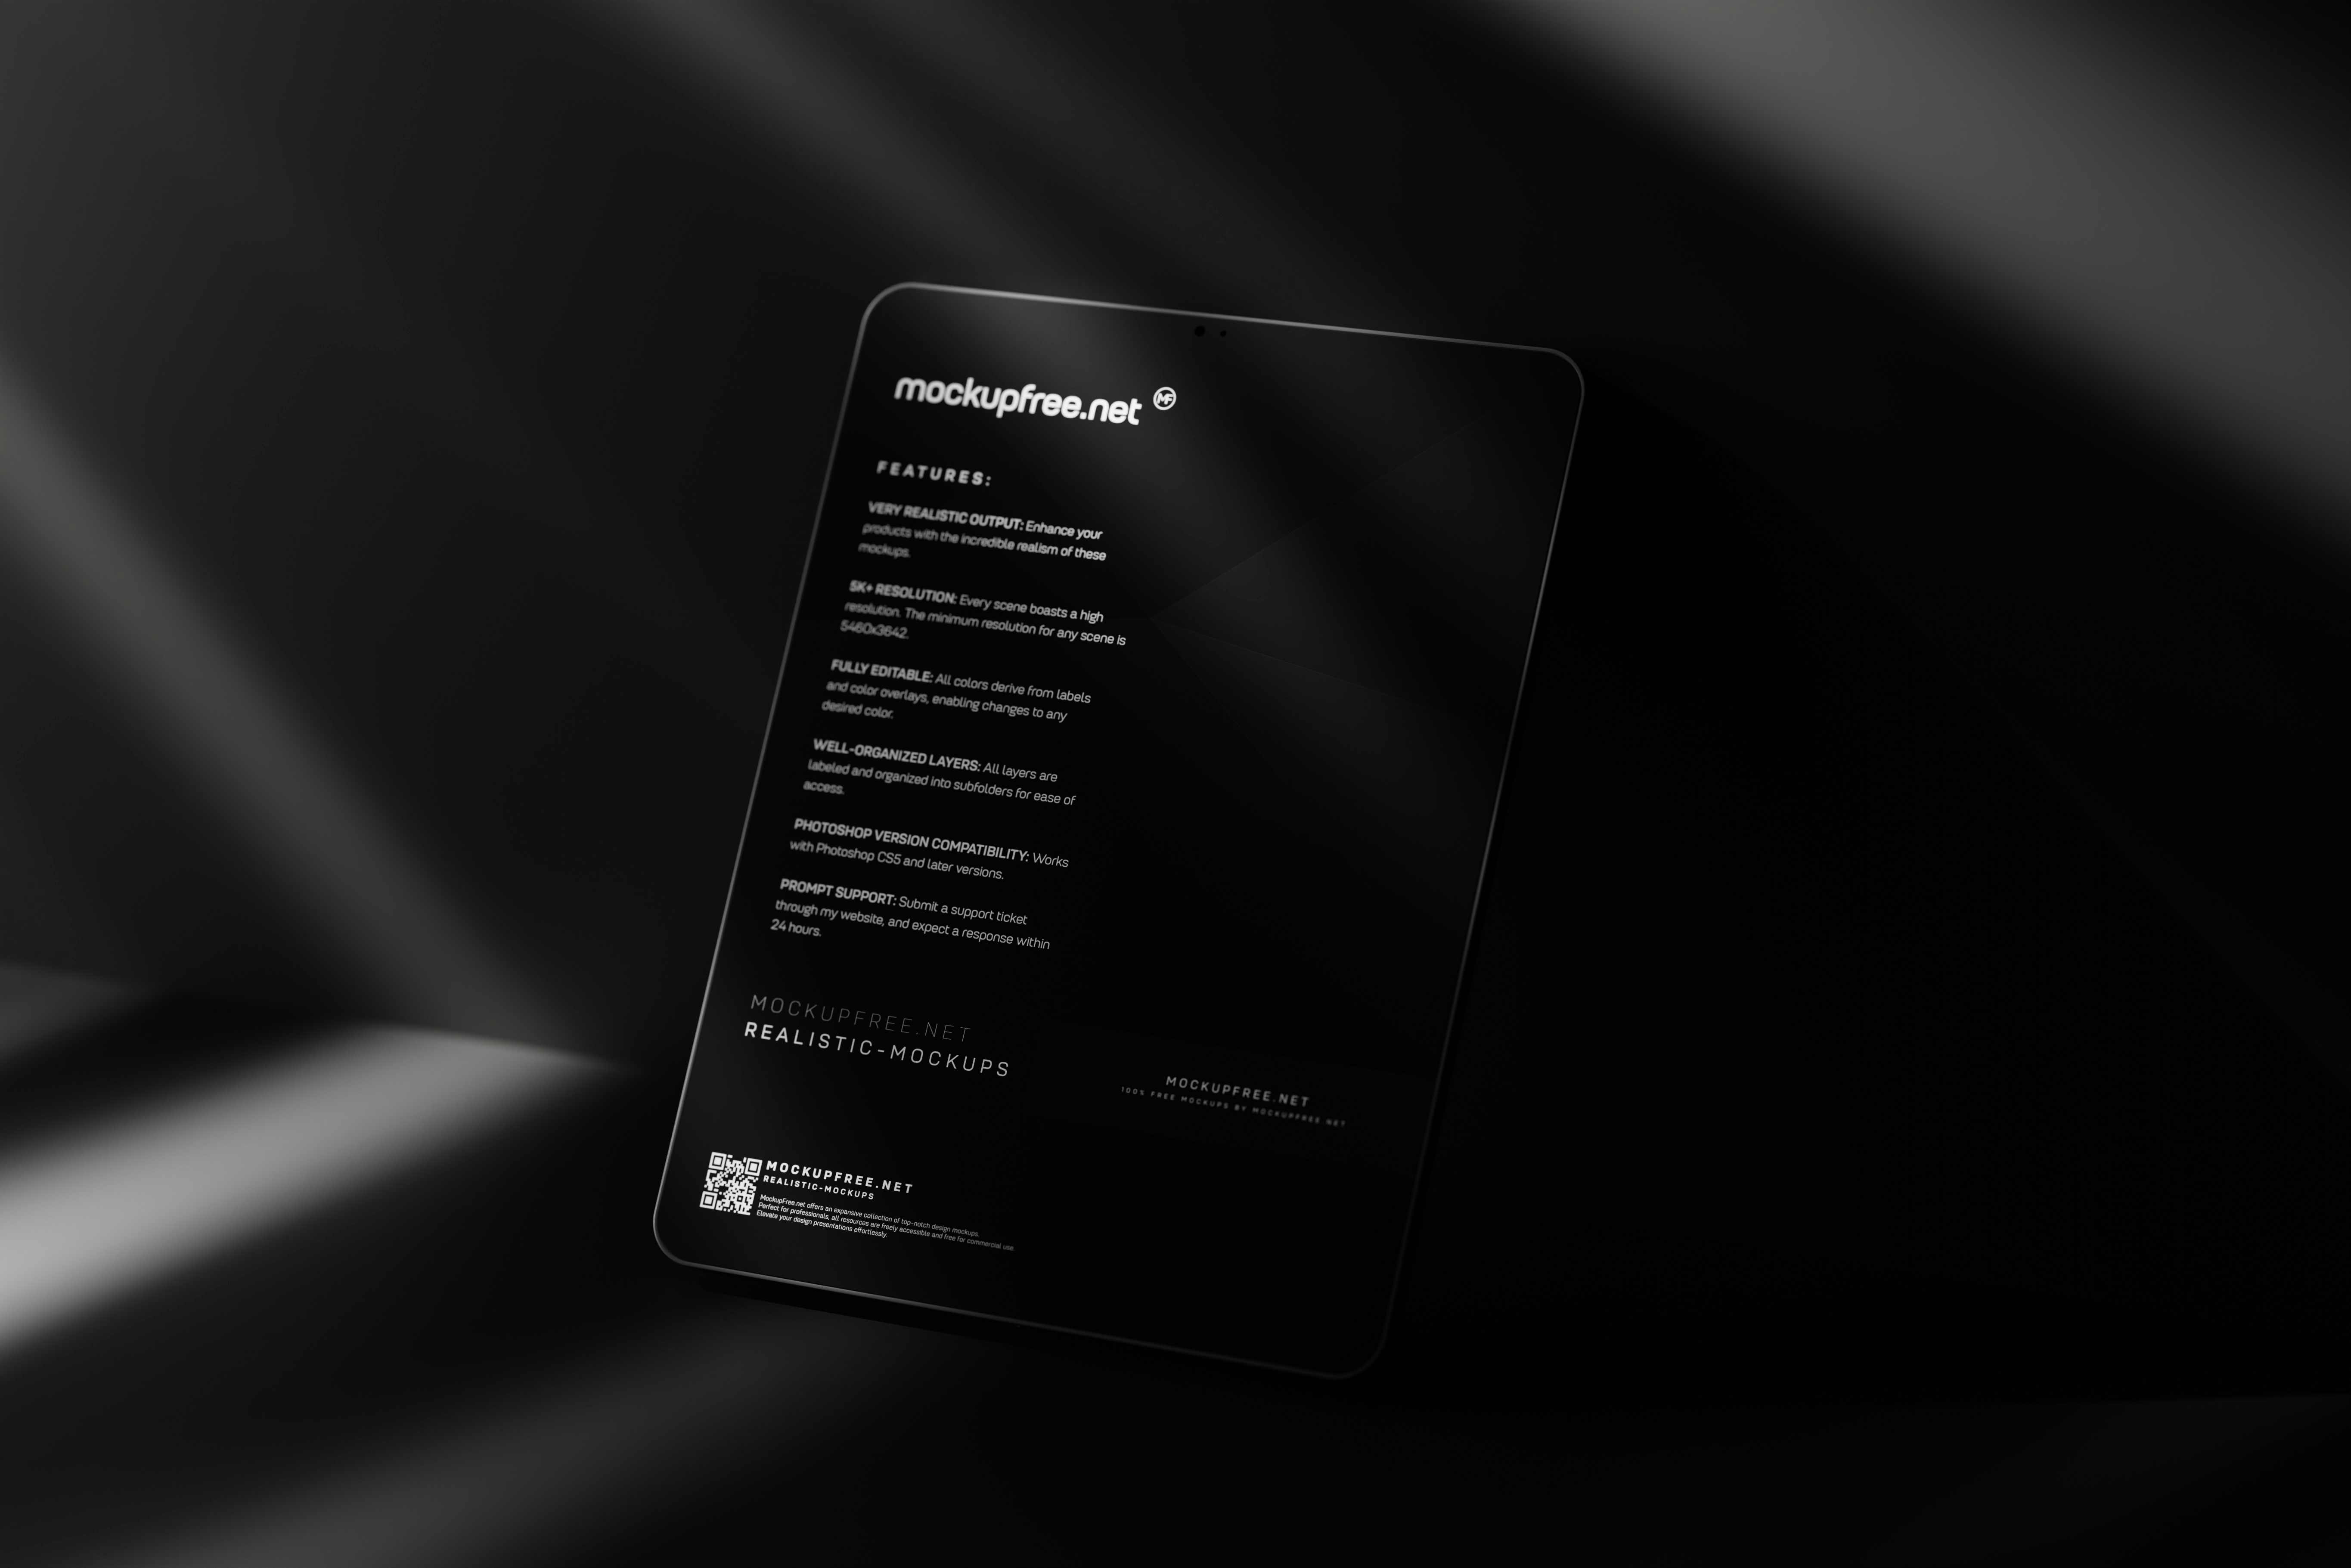 mockupfree.net MF
FEATURES:
VERY REALISTIC OUTPUT: Enhance your
products with the incredible realism of these
mockups.
5K+ RESOLUTION: Every scene boasts a high
resolution. The minimum resolution for any scene is
5460x3642.
FULLY EDITABLE: All colors derive from labels
and color overlays, enabling changes to any
desired color.
WELL-ORGANIZED LAYERS: All layers are
labeled and organized into subfolders for ease of
access.
PHOTOSHOP VERSION COMPATIBILITY: Works
with Photoshop CS5 and later versions.
PROMPT SUPPORT: Submit a support ticket
through my website, and expect a response within
24 hours.
MOCKUPFREE.NET
REALISTIC-MOCKUPS
MOCKUPFREE.NET
100% FREE MOCKUPS BY MOCKUPFREE.NET
MOCKUPFREE.NET
REALISTIC-MOCKUPS
MockupFree.net offers an expansive collection of top-notch design mockups.
Perfect for professionals, all resources are freely accessible and free for commercial use.
Elevate your design presentations effortlessly.